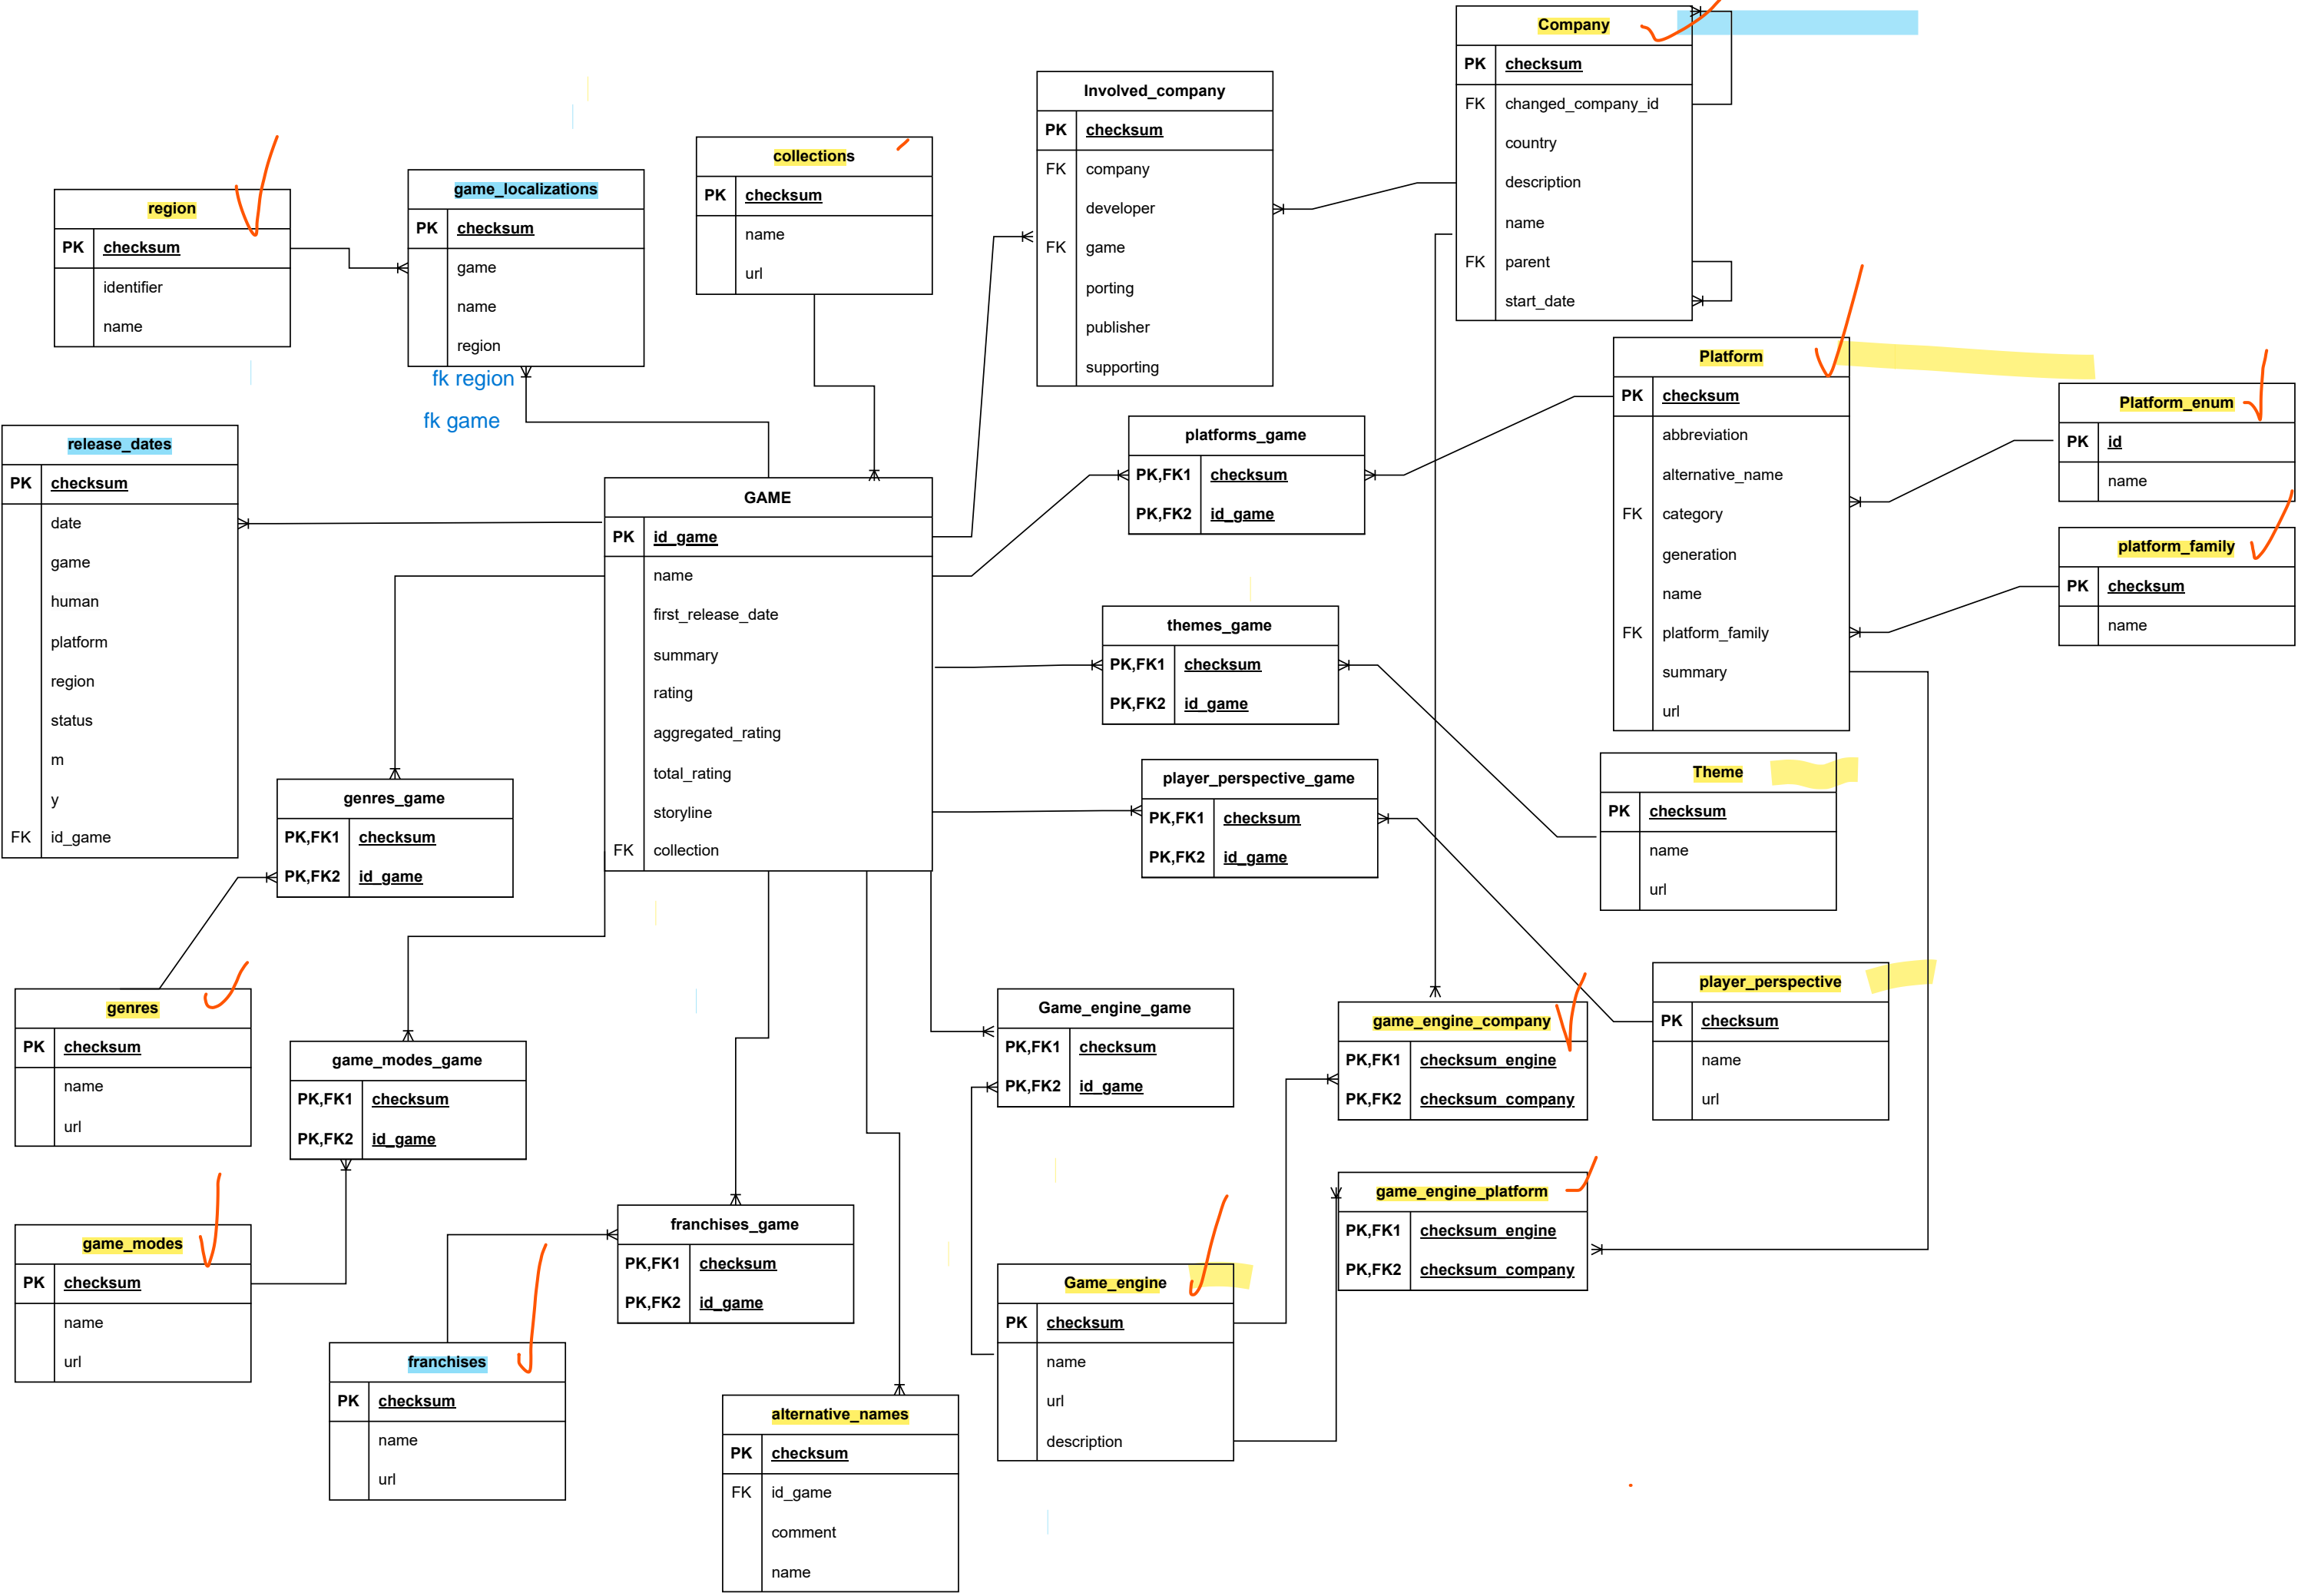 Company
PK checksum
FK changed_company_id
country
description
name
FK parent
start_date
Involved_company
PK checksum
FK company
developer
FK game
porting
publisher
supporting
collections
PK checksum
name
url
game_localizations
PK checksum
game
name
region
fk region
fk game
region
PK checksum
identifier
name
Platform
PK checksum
abbreviation
alternative_name
FK category
generation
name
FK platform_family
summary
url
Platform_enum
PK id
name
platform_family
PK checksum
name
platforms_game
PK,FK1 checksum
PK,FK2 id_game
release_dates
PK checksum
date
game
human
platform
region
status
m
y
FK id_game
GAME
PK id_game
name
first_release_date
summary
rating
aggregated_rating
total_rating
storyline
FK collection
themes_game
PK,FK1 checksum
PK,FK2 id_game
player_perspective_game
PK,FK1 checksum
PK,FK2 id_game
Theme
PK checksum
name
url
genres_game
PK,FK1 checksum
PK,FK2 id_game
genres
PK checksum
name
url
game_modes_game
PK,FK1 checksum
PK,FK2 id_game
Game_engine_game
PK,FK1 checksum
PK,FK2 id_game
game_engine_company
PK,FK1 checksum_engine
PK,FK2 checksum_company
player_perspective
PK checksum
name
url
game_engine_platform
PK,FK1 checksum_engine
PK,FK2 checksum_company
game_modes
PK checksum
name
url
franchises_game
PK,FK1 checksum
PK,FK2 id_game
Game_engine
PK checksum
name
url
description
franchises
PK checksum
name
url
alternative_names
PK checksum
FK id_game
comment
name